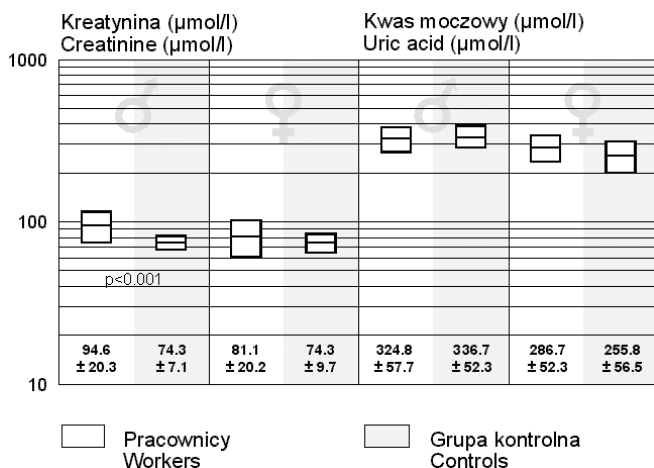 Kreatynina (µmol/l)
Creatinine (µmol/l)
Kwas moczowy (µmol/l)
Uric acid (µmol/l)
1000
100
10
p<0.001
94.6 74.3 81.1 74.3 324.8 336.7 286.7 255.8
± 20.3 ± 7.1 ± 20.2 ± 9.7 ± 57.7 ± 52.3 ± 52.3 ± 56.5
Pracownicy
Workers
Grupa kontrolna
Controls